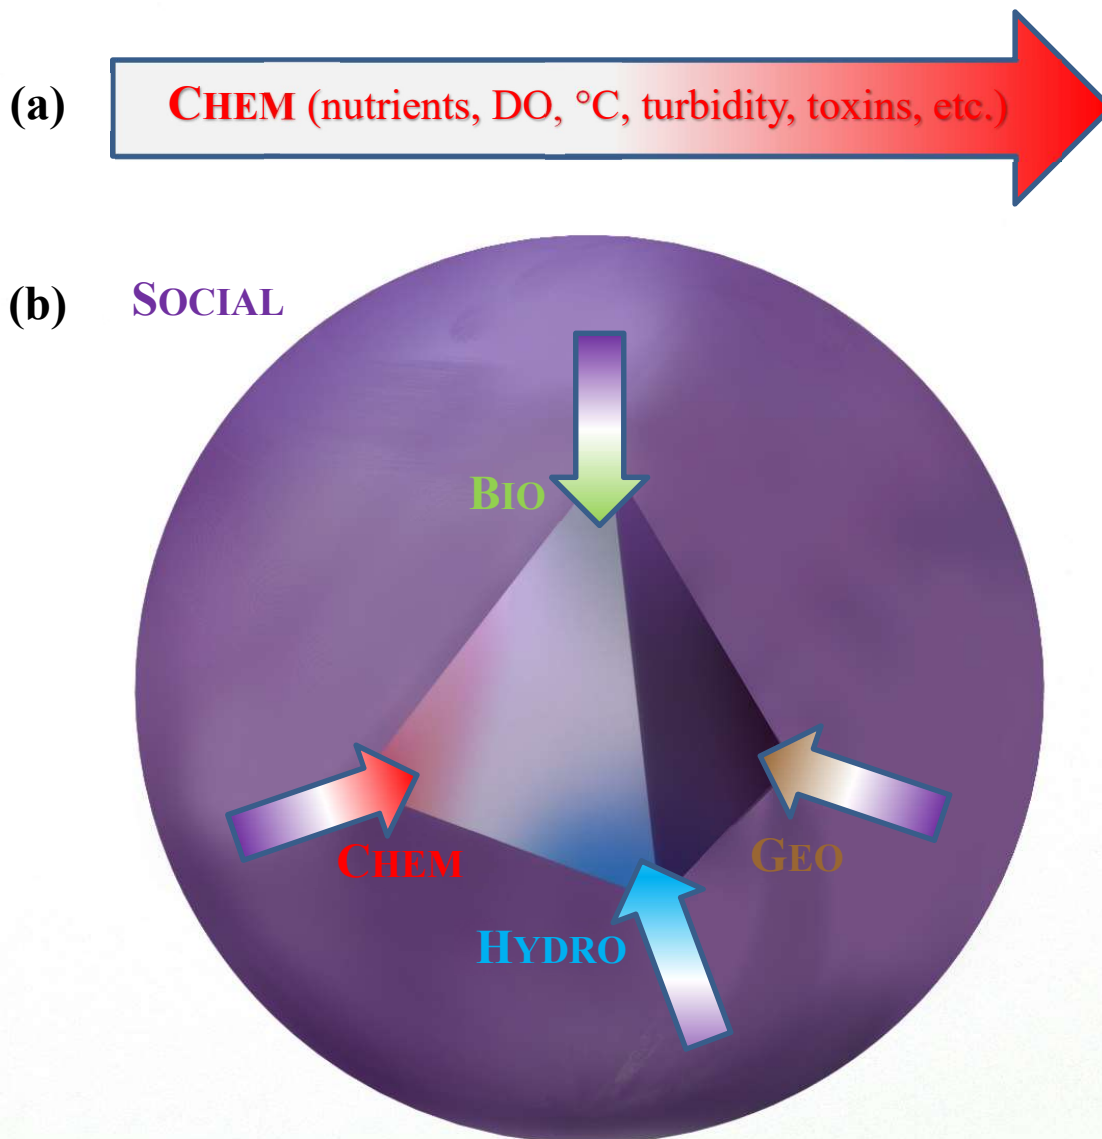 (a) CHEM (nutrients, DO, °C, turbidity, toxins, etc.)
(b) SOCIAL
BIO
CHEM
GEO
HYDRO